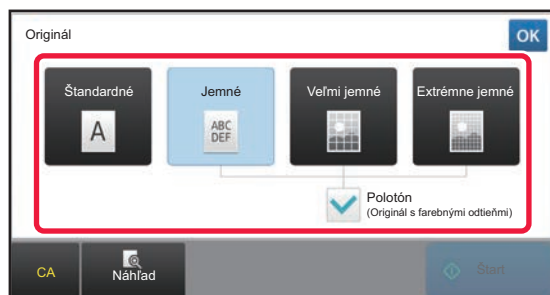 Originál
OK
Štandardné
Jemné
Veľmi jemné
Extrémne jemné
A
ABC
DEF
Polotón
(Originál s farebnými odtieňmi)
CA
Náhľad
Štart